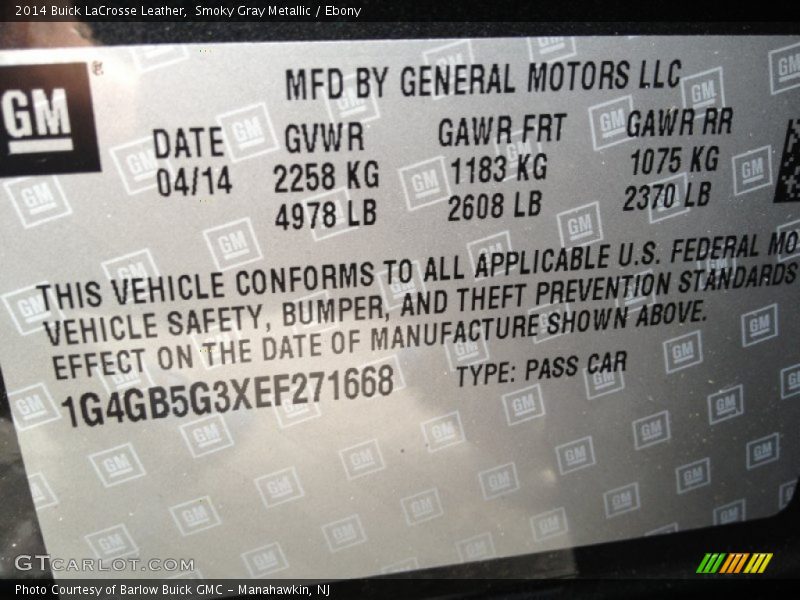 2014 Buick LaCrosse Leather, Smoky Gray Metallic / Ebony
GM
MFD BY GENERAL MOTORS LLC
DATE GVWR GAWR FRT GAWR RR
04/14 2258 KG 1183 KG 1075 KG
4978 LB 2608 LB 2370 LB
THIS VEHICLE CONFORMS TO ALL APPLICABLE U.S. FEDERAL MO
VEHICLE SAFETY, BUMPER, AND THEFT PREVENTION STANDARDS
EFFECT ON THE DATE OF MANUFACTURE SHOWN ABOVE.
1G4GB5G3XEF271668 TYPE: PASS CAR
GTCARLOT.COM
Photo Courtesy of Barlow Buick GMC - Manahawkin, NJ